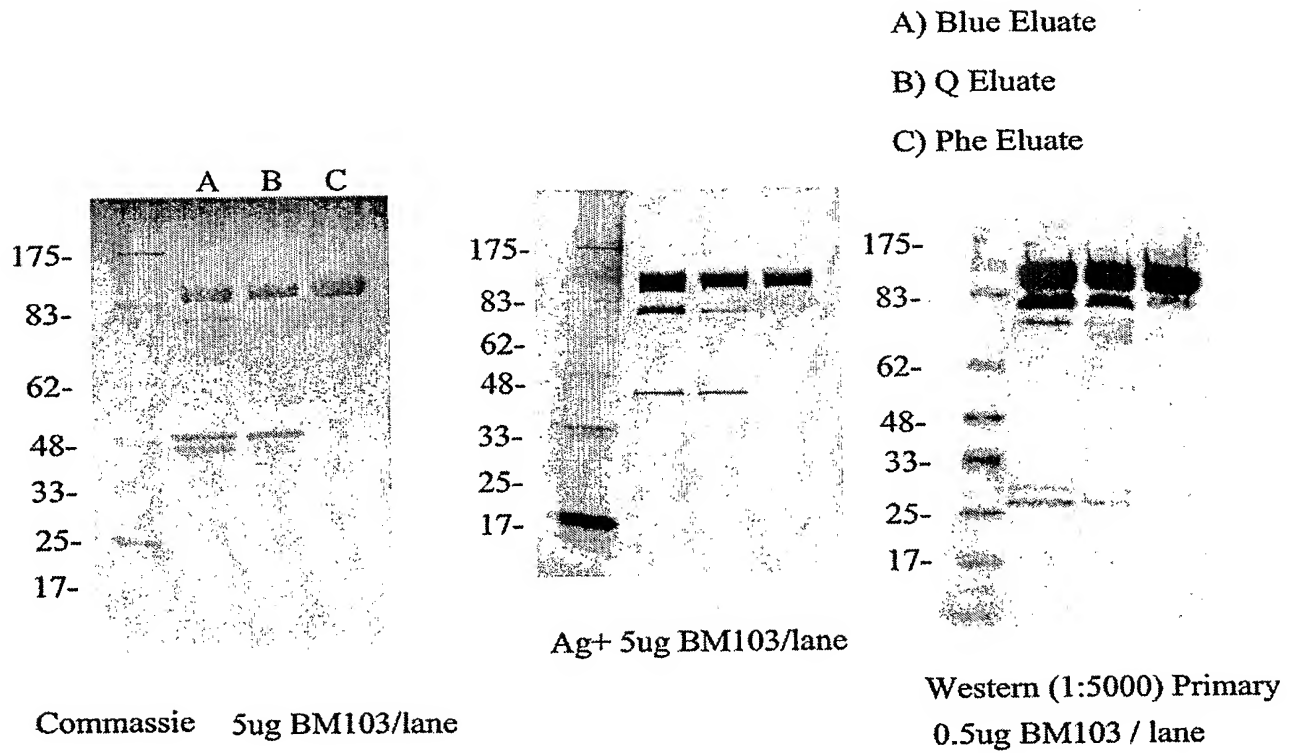 A) Blue Eluate
B) Q Eluate
C) Phe Eluate
A B C
175-
83-
62-
48-
33-
25-
17-
Commassie 5ug BM103/lane
175-
83-
62-
48-
33-
25-
17-
Ag+ 5ug BM103/lane
175-
83-
62-
48-
33-
25-
17-
Western (1:5000) Primary
0.5ug BM103 / lane